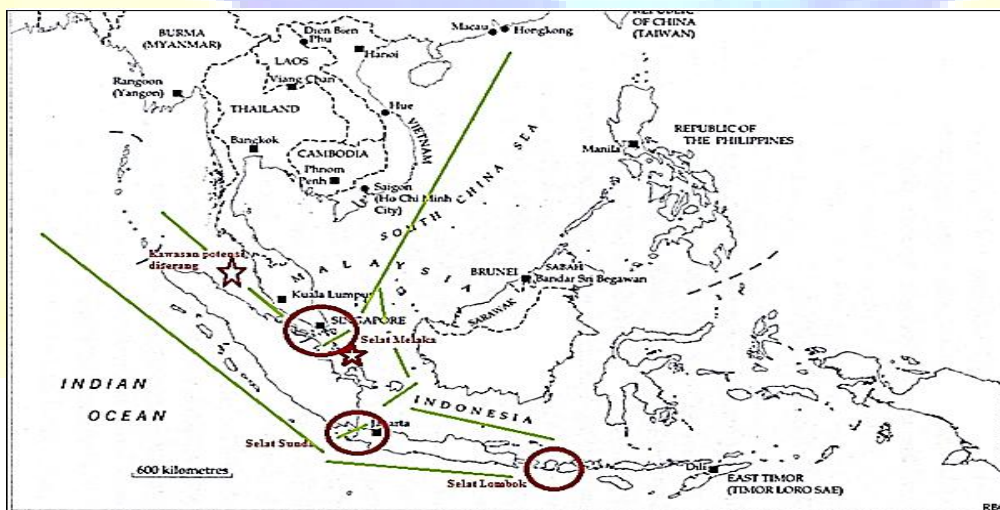 REPUBLIC
OF CHINA
(TAIWAN)
Macau
Hongkong
BURMA
(MYANMAR)
Dien Bien
Phu
Hanoi
LAOS
Viang Chan
Rangoon
(Yangon)
THAILAND
Hue
VIETNAM
Bangkok
CAMBODIA
Phnom
Penh
Saigon
(Ho Chi Minh
City)
SOUTH CHINA SEA
Manila
REPUBLIC OF
THE PHILIPPINES
Kawasan potensi
diserang
MALAYSIA
BRUNEI
SABAH
Bandar Sri Begawan
SARAWAK
Kuala Lumpur
SINGAPORE
Selat Melaka
INDIAN
OCEAN
INDONESIA
Jakarta
Selat Sunda
600 kilometres
Selat Lombok
Dili
EAST TIMOR
(TIMOR LORO SAE)